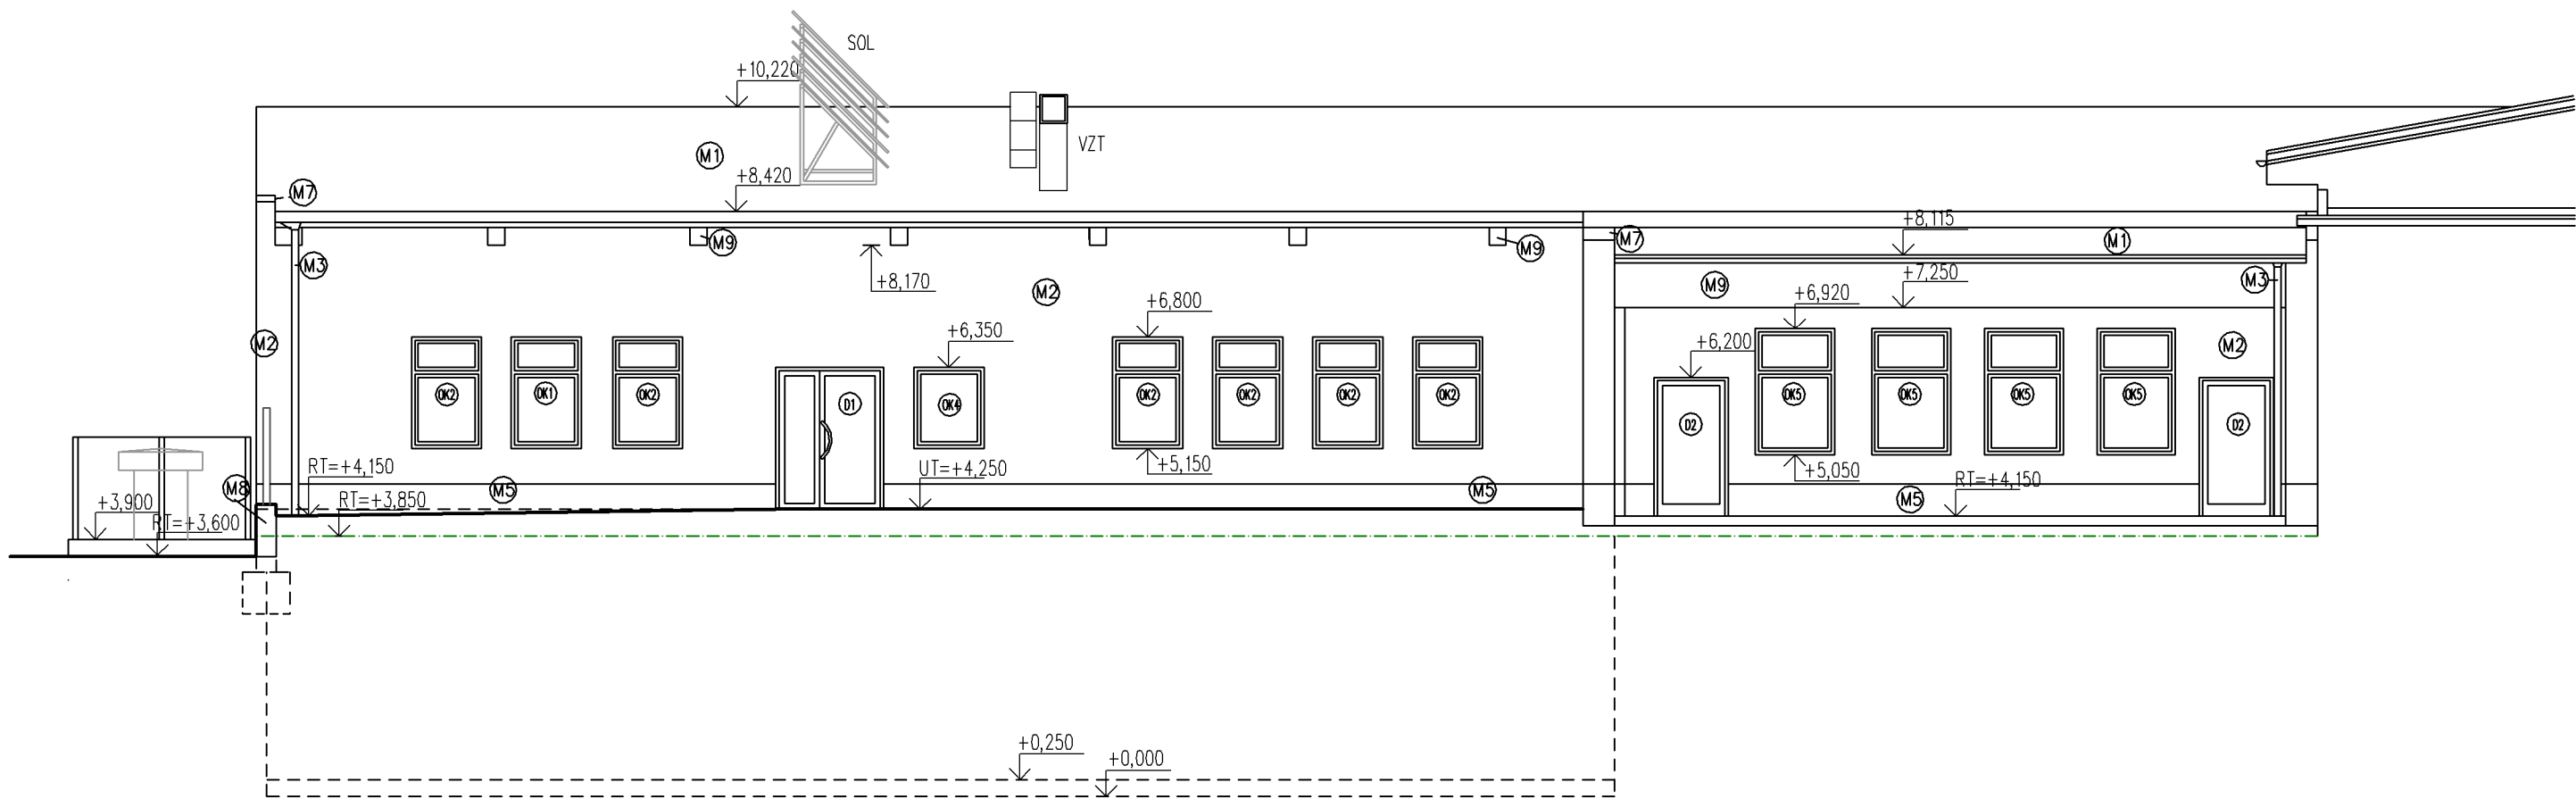 SOL
+10,220
VZT
M1
+8,420
M7
+8,115
M9
M9
M7
M1
M3
+8,170
M2
+7,250
M9
M3
+6,800
+6,920
+6,350
+6,200
M2
M2
OK2
OK1
OK2
D1
OK4
OK2
OK2
OK2
OK2
D2
OK5
OK5
OK5
OK5
D2
RT=+4,150
UT=+4,250
+5,150
+5,050
RT=+4,150
M8
M5
M5
M5
+3,900
RT=+3,850
RT=+3,600
+0,250
+0,000